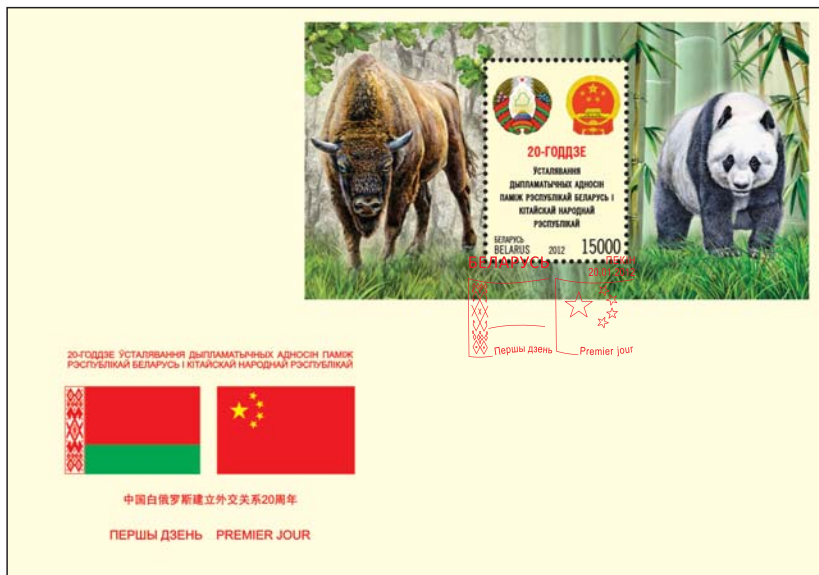 20-ГОДДЗЕ
ЎСТАЛЯВАННЯ
ДЫПЛАМАТЫЧНЫХ АДНОСІН
ПАМІЖ РЭСПУБЛІКАЙ БЕЛАРУСЬ І
КІТАЙСКАЙ НАРОДНАЙ
РЭСПУБЛІКАЙ
БЕЛАРУСЬ
BELARUS 2012 15000
БЕЛАРУСЬ ПЕКІН
Першы дзень Premier jour
20-ГОДДЗЕ ЎСТАЛЯВАННЯ ДЫПЛАМАТЫЧНЫХ АДНОСІН ПАМІЖ
РЭСПУБЛІКАЙ БЕЛАРУСЬ І КІТАЙСКАЙ НАРОДНАЙ РЭСПУБЛІКАЙ
中国白俄罗斯建立外交关系20周年
ПЕРШЫ ДЗЕНЬ PREMIER JOUR